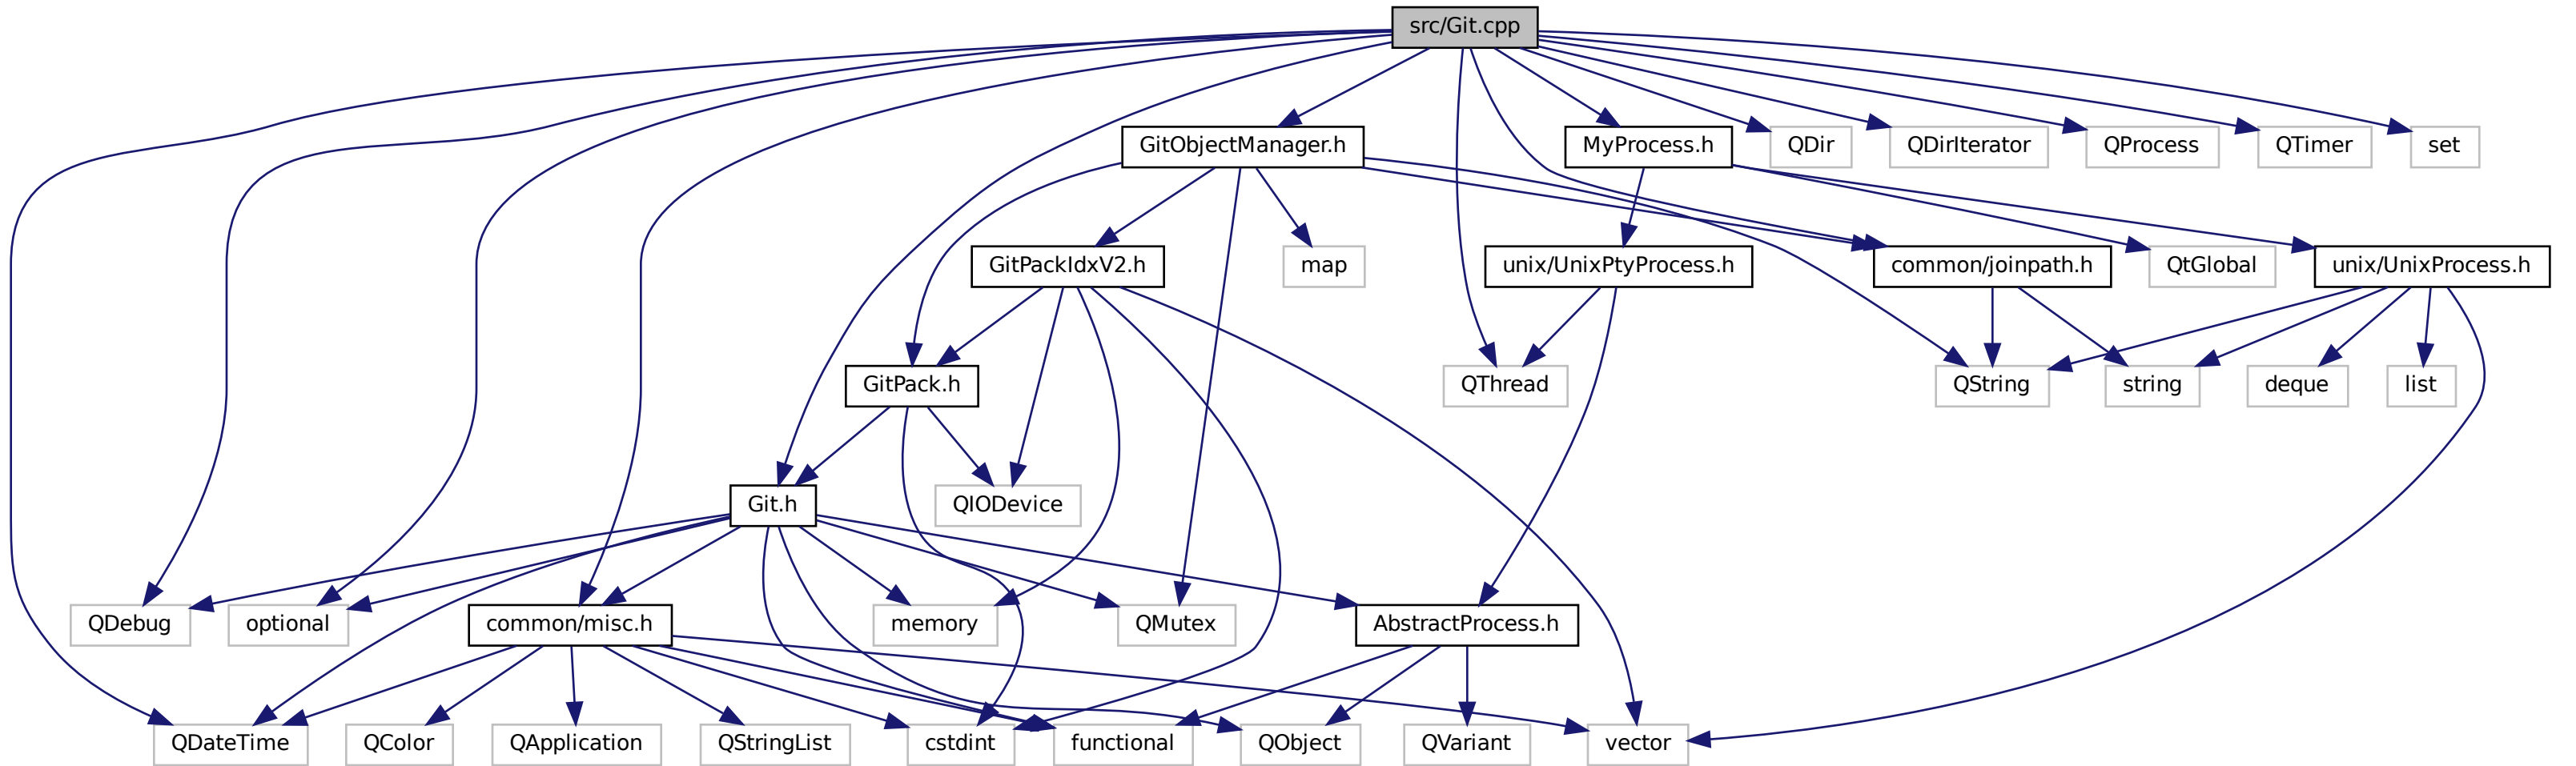 src/Git.cpp
GitObjectManager.h
MyProcess.h
QDir
QDirIterator
QProcess
QTimer
set
GitPackIdxV2.h
map
unix/UnixPtyProcess.h
common/joinpath.h
QtGlobal
unix/UnixProcess.h
GitPack.h
QThread
QString
string
deque
list
Git.h
QIODevice
QDebug
optional
common/misc.h
memory
QMutex
AbstractProcess.h
QDateTime
QColor
QApplication
QStringList
cstdint
functional
QObject
QVariant
vector